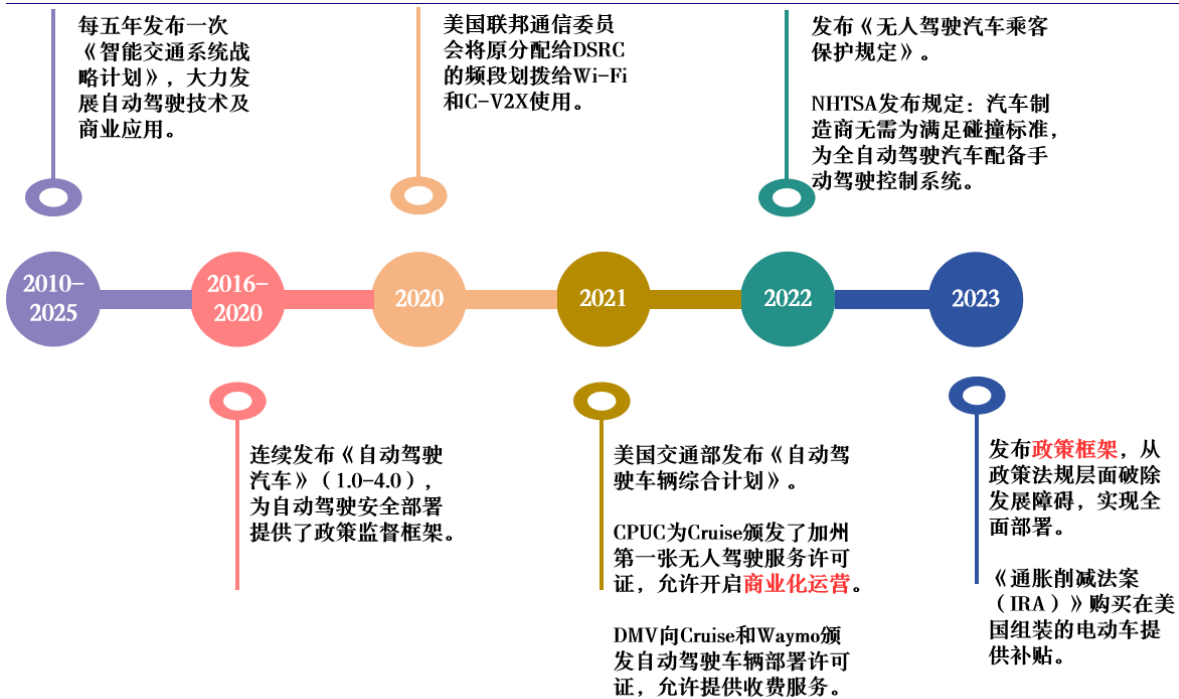 每五年发布一次
《智能交通系统战
略计划》，大力发
展自动驾驶技术及
商业应用。
美国联邦通信委员
会将原分配给DSRC
的频段划拨给Wi-Fi
和C-V2X使用。
发布《无人驾驶汽车乘客
保护规定》。
NHTSA发布规定：汽车制
造商无需为满足碰撞标准，
为全自动驾驶汽车配备手
动驾驶控制系统。
2010-
2025
2016-
2020
2020
2021
2022
2023
连续发布《自动驾驶
汽车》（1.0-4.0），
为自动驾驶安全部署
提供了政策监督框架。
美国交通部发布《自动驾
驶车辆综合计划》。
CPUC为Cruise颁发了加州
第一张无人驾驶服务许可
证，允许开启商业化运营。
DMV向Cruise和Waymo颁
发自动驾驶车辆部署许可
证，允许提供收费服务。
发布政策框架，从
政策法规层面破除
发展障碍，实现全
面部署。
《通胀削减法案
（IRA）》购买在美
国组装的电动车提
供补贴。